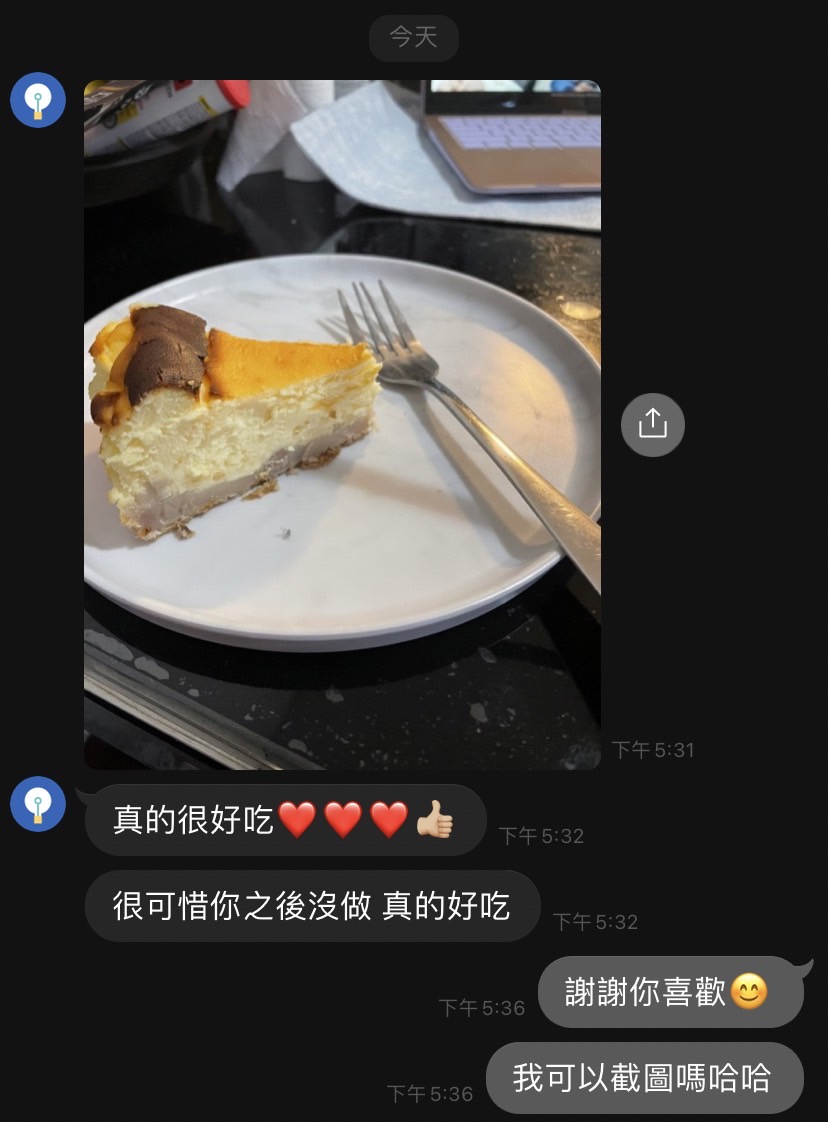 今天
下午 5:31
真的很好吃❤️❤️❤️👍🏼
下午 5:32
很可惜你之後沒做 真的好吃
下午 5:32
謝謝你喜歡😊
下午 5:36
我可以截圖嗎哈哈
下午 5:36